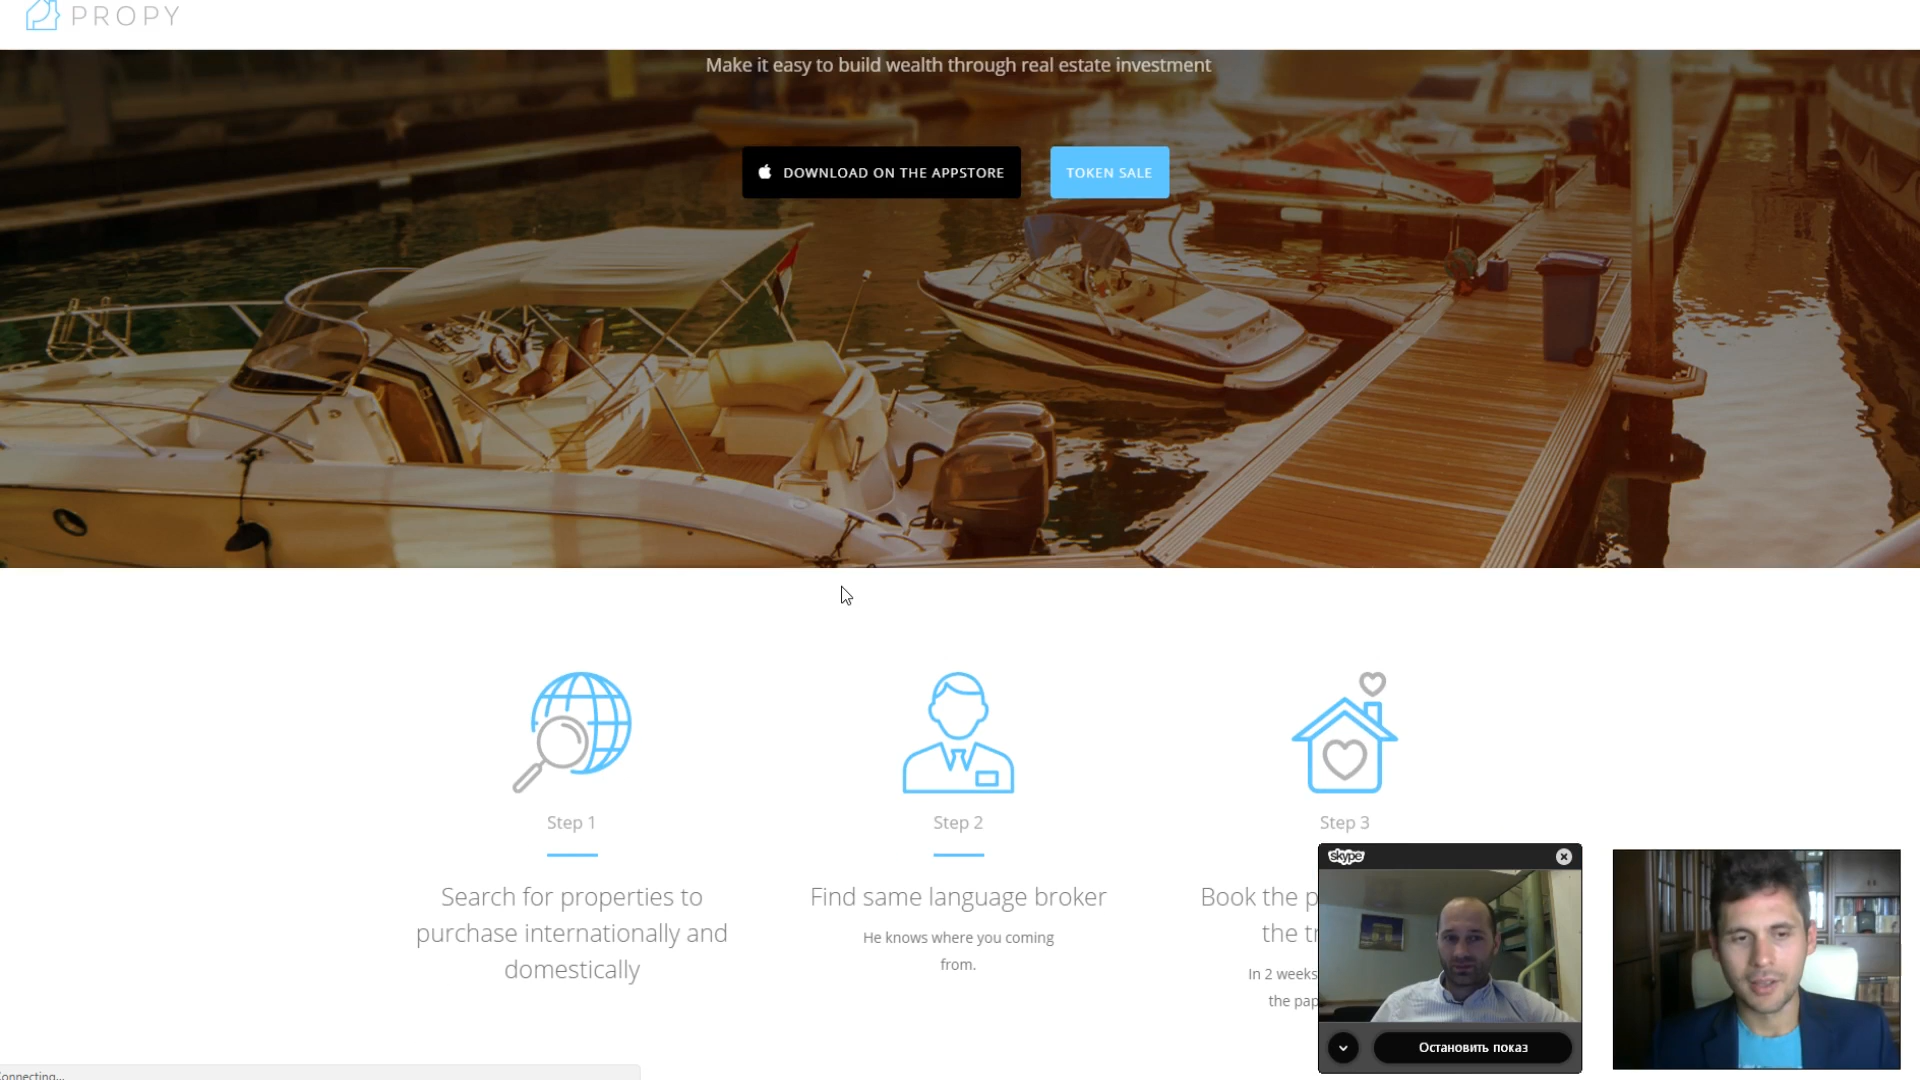 PROPY
Make it easy to build wealth through real estate investment
DOWNLOAD ON THE APPSTORE
TOKEN SALE
Step 1
Step 2
Step 3
Search for properties to
purchase internationally and
domestically
Find same language broker
He knows where you coming
from.
Book the
the
In 2 weeks
the
skype
Остановить показ
Connecting...